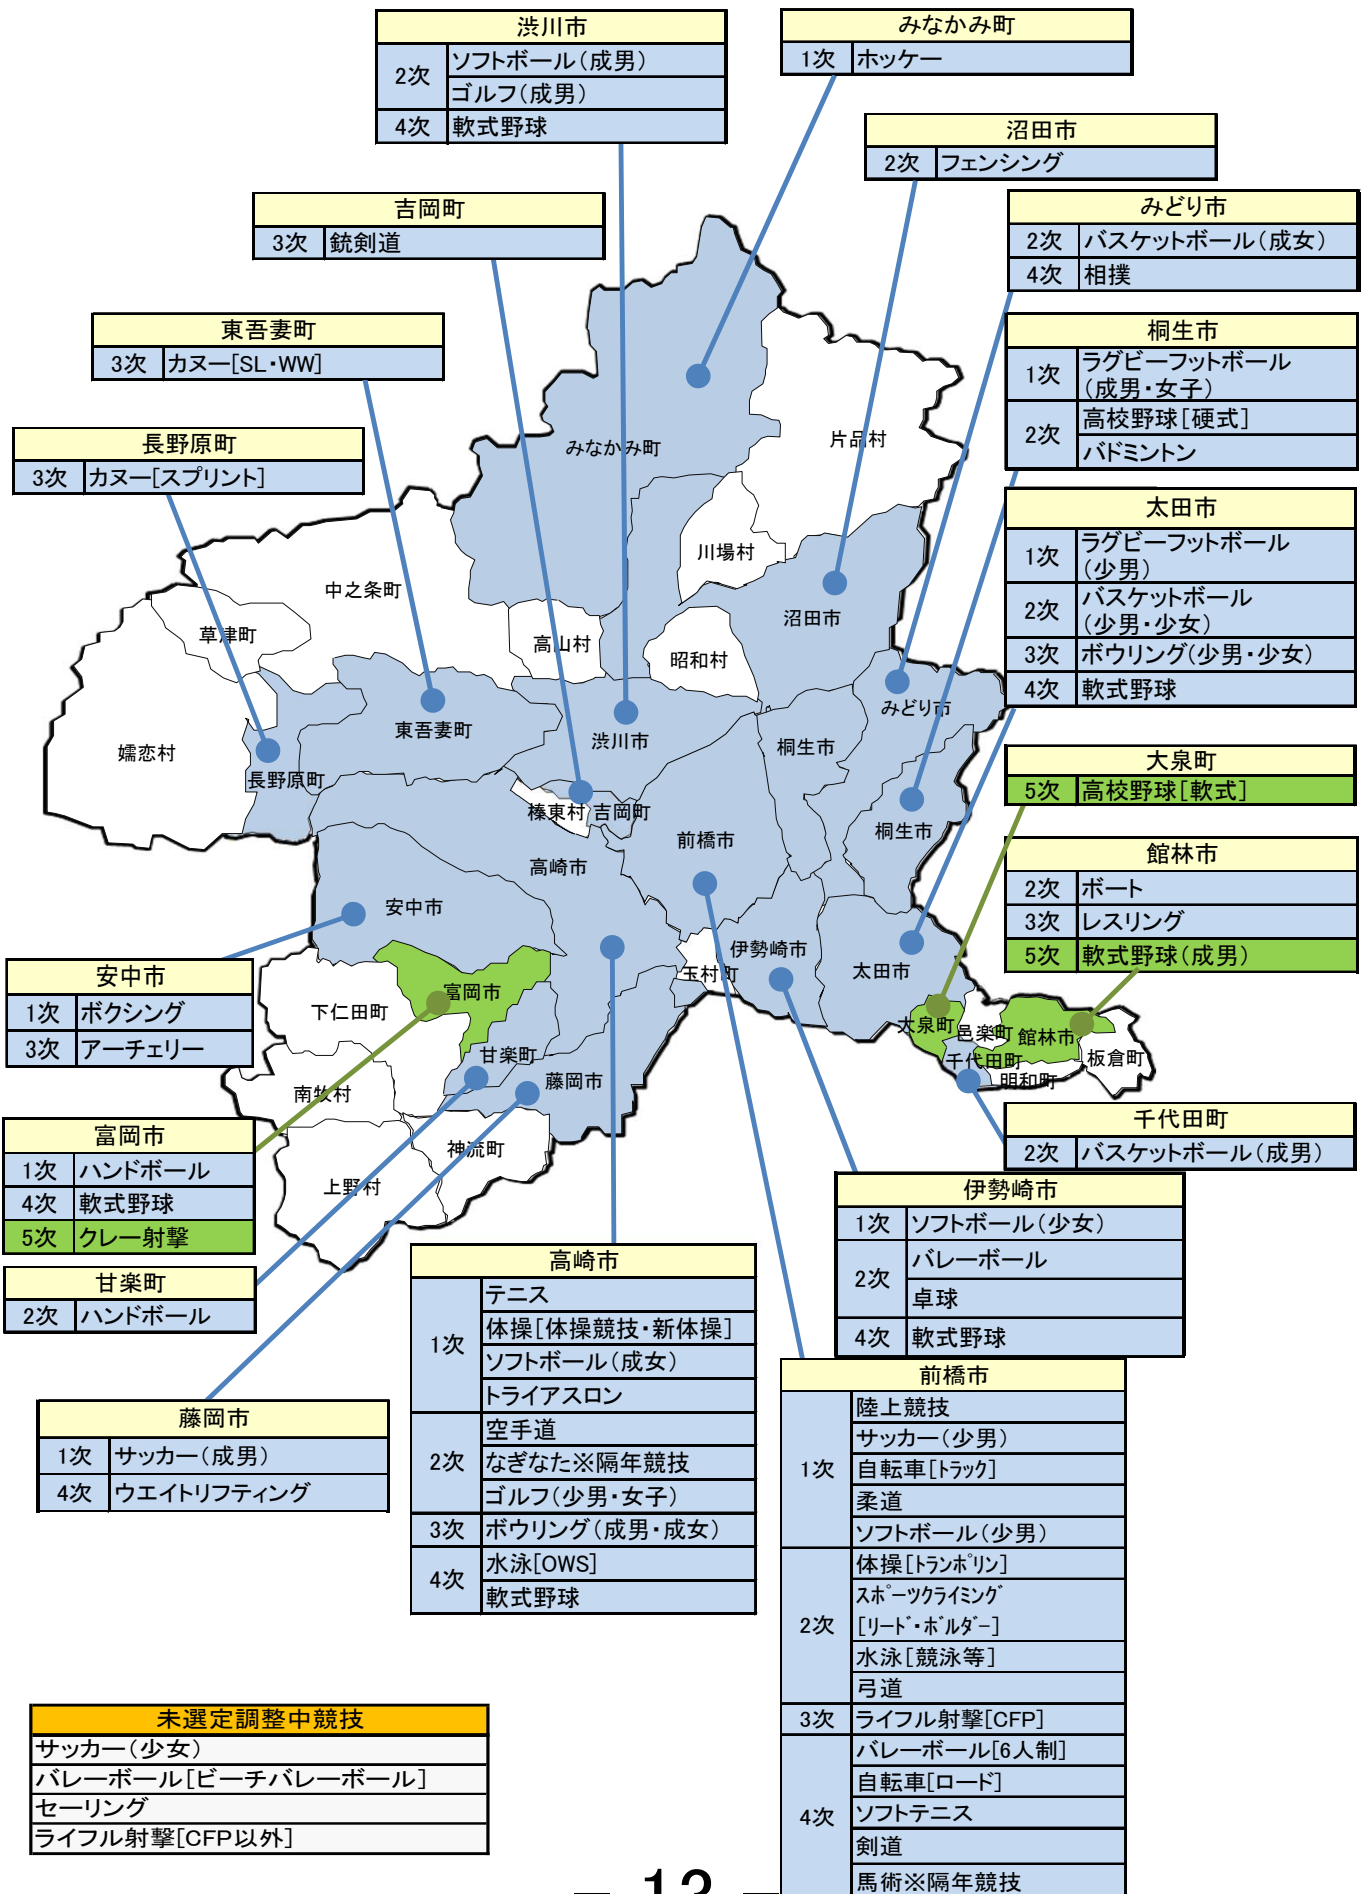 渋川市
2次 ソフトボール（成男）
ゴルフ（成男）
4次 軟式野球
みなかみ町
1次 ホッケー
沼田市
2次 フェンシング
吉岡町
3次 銃剣道
みどり市
2次 バスケットボール（成女）
4次 相撲
東吾妻町
3次 カヌー[SL・WW]
桐生市
1次 ラグビーフットボール
（成男・女子）
2次 高校野球［硬式］
バドミントン
長野原町
3次 カヌー[スプリント]
太田市
1次 ラグビーフットボール
（少男）
2次 バスケットボール
（少男・少女）
3次 ボウリング（少男・少女）
4次 軟式野球
大泉町
5次 高校野球［軟式］
館林市
2次 ボート
3次 レスリング
5次 軟式野球（成男）
みなかみ町
片品村
川場村
中之条町
草津町
高山村
昭和村
沼田市
みどり市
東吾妻町
渋川市
桐生市
嬬恋村
長野原町
榛東村
吉岡町
前橋市
桐生市
高崎市
安中市
伊勢崎市
玉村町
太田市
富岡市
下仁田町
大泉町
邑楽町
館林市
千代田町
板倉町
明和町
甘楽町
藤岡市
南牧村
神流町
上野村
安中市
1次 ボクシング
3次 アーチェリー
富岡市
1次 ハンドボール
4次 軟式野球
5次 クレー射撃
甘楽町
2次 ハンドボール
千代田町
2次 バスケットボール（成男）
伊勢崎市
1次 ソフトボール（少女）
2次 バレーボール
卓球
4次 軟式野球
高崎市
1次 テニス
体操［体操競技・新体操］
ソフトボール（成女）
トライアスロン
2次 空手道
なぎなた※隔年競技
ゴルフ（少男・女子）
3次 ボウリング（成男・成女）
4次 水泳[OWS]
軟式野球
藤岡市
1次 サッカー（成男）
4次 ウエイトリフティング
前橋市
1次 陸上競技
サッカー（少男）
自転車［トラック］
柔道
ソフトボール（少男）
2次 体操［トランポリン］
スポーツクライミング
［リード・ボルダー］
水泳［競泳等］
弓道
3次 ライフル射撃[CFP]
4次 バレーボール［6人制］
自転車[ロード]
ソフトテニス
剣道
馬術※隔年競技
未選定調整中競技
サッカー（少女）
バレーボール［ビーチバレーボール］
セーリング
ライフル射撃［CFP以外］